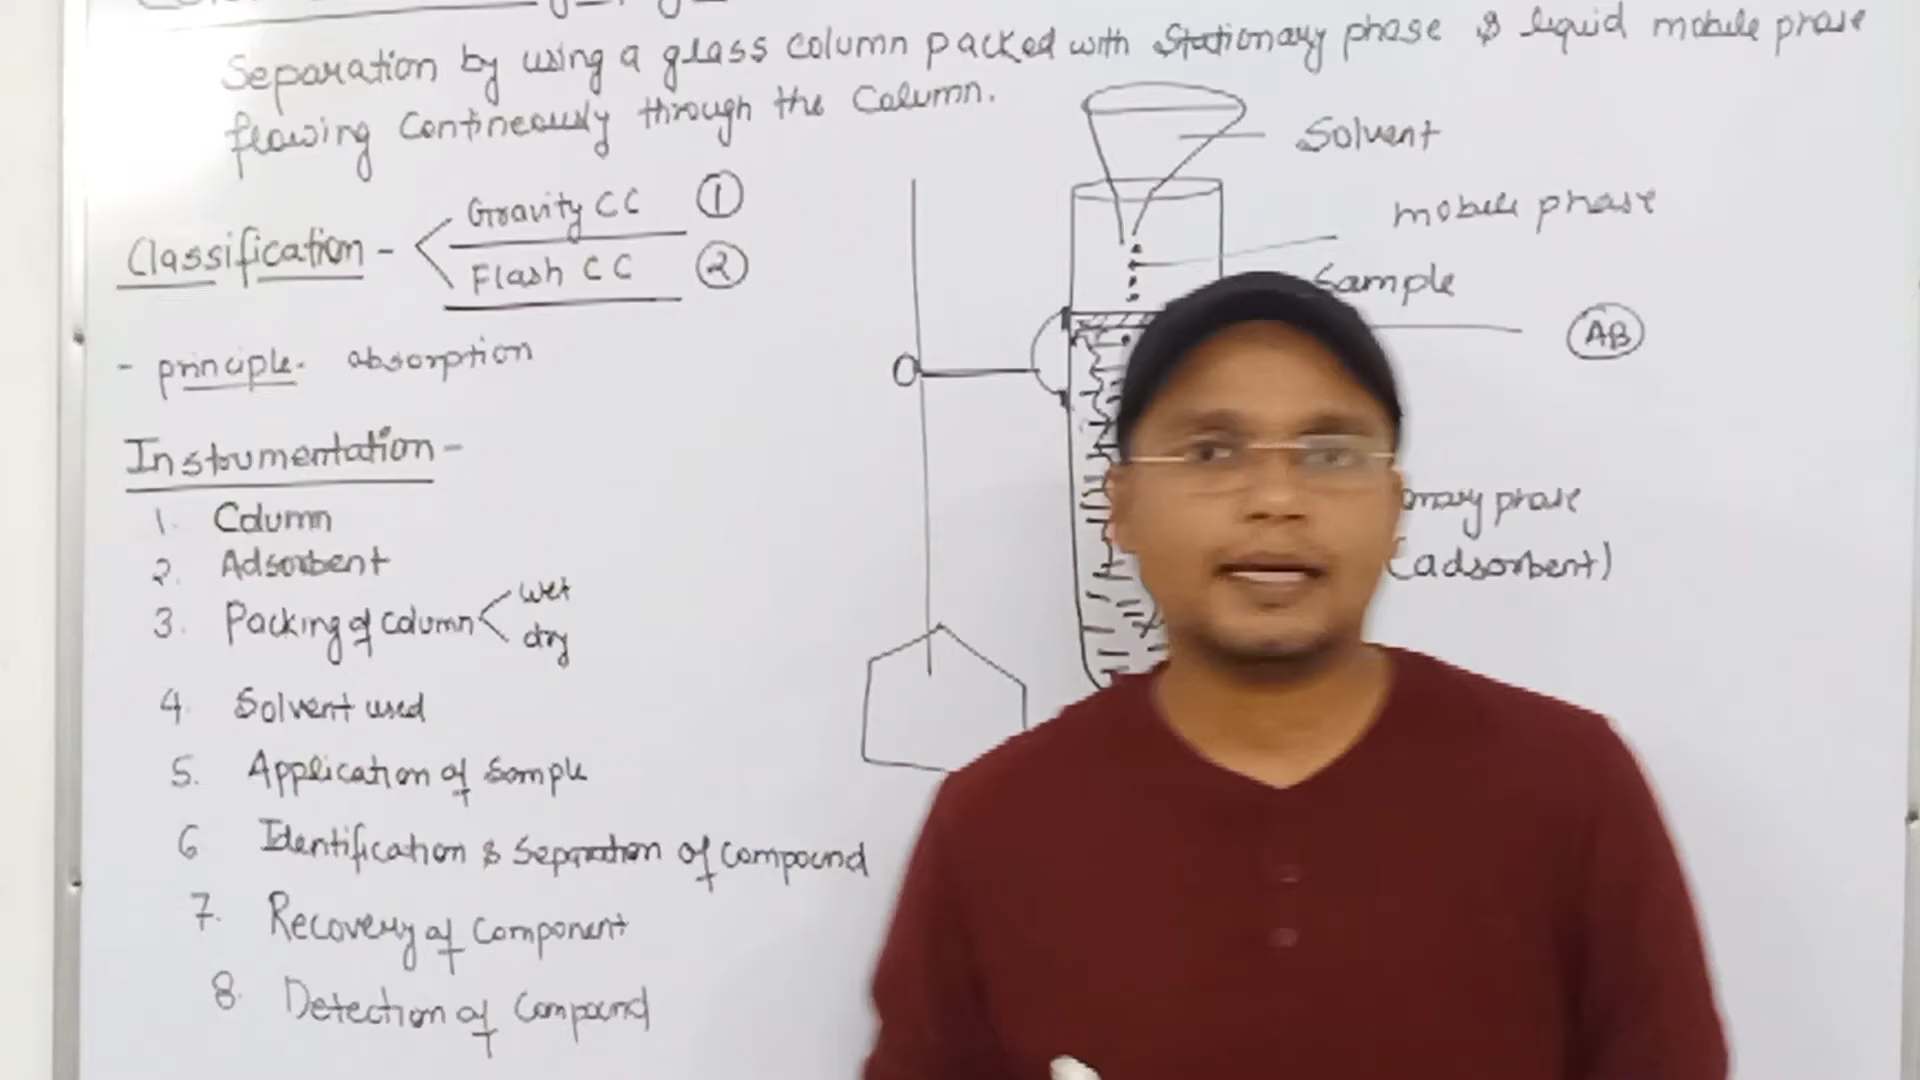 Separation by using a glass column packed with Stationary phase & liquid mobile phase
flowing Contineously through the Column.
Classification -
Gravity CC ①
Flash CC ②
- principle. absorption
Instrumentation -
1. Column
2. Adsorbent
3. Packing of column
wet
dry
4. Solvent used
5. Application of Sample
6 Identification & Separation of Compound
7. Recovery of Component
8. Detection of Compound
Solvent
mobile phase
Sample
AB
phase
(adsorbent)